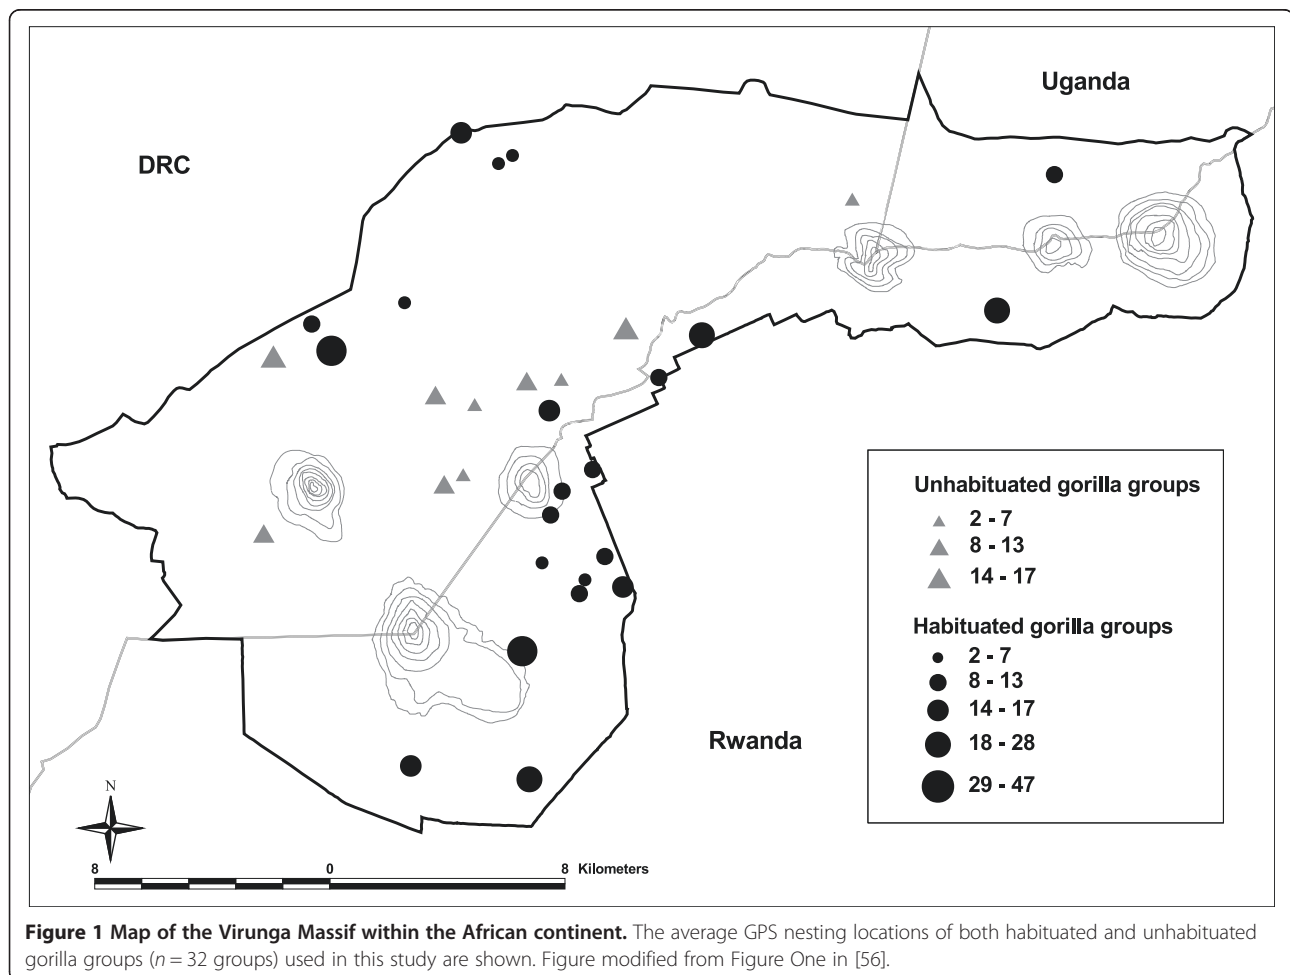 Uganda
DRC
Unhabituated gorilla groups
2 - 7
8 - 13
14 - 17
Habituated gorilla groups
2 - 7
8 - 13
14 - 17
18 - 28
29 - 47
Rwanda
N
8 0 8 Kilometers
Figure 1 Map of the Virunga Massif within the African continent. The average GPS nesting locations of both habituated and unhabituated
gorilla groups (n = 32 groups) used in this study are shown. Figure modified from Figure One in [56].